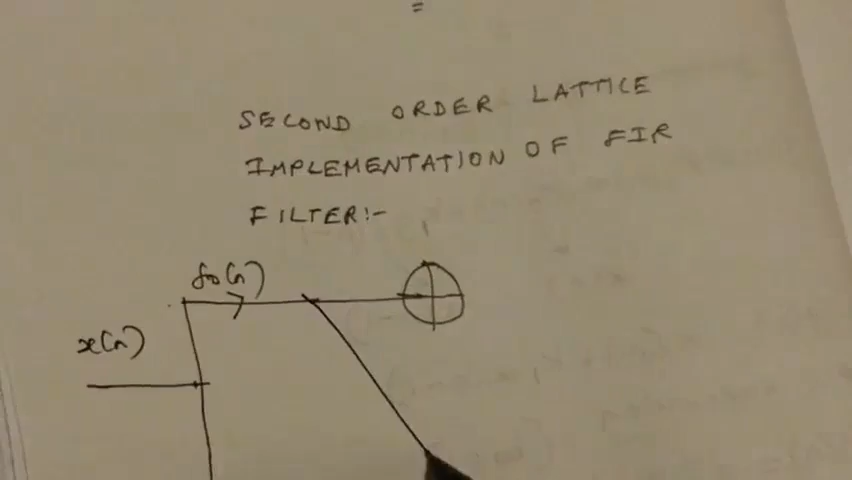 =
SECOND ORDER LATTICE
IMPLEMENTATION OF FIR
FILTER:-
f0(n)
x(n)